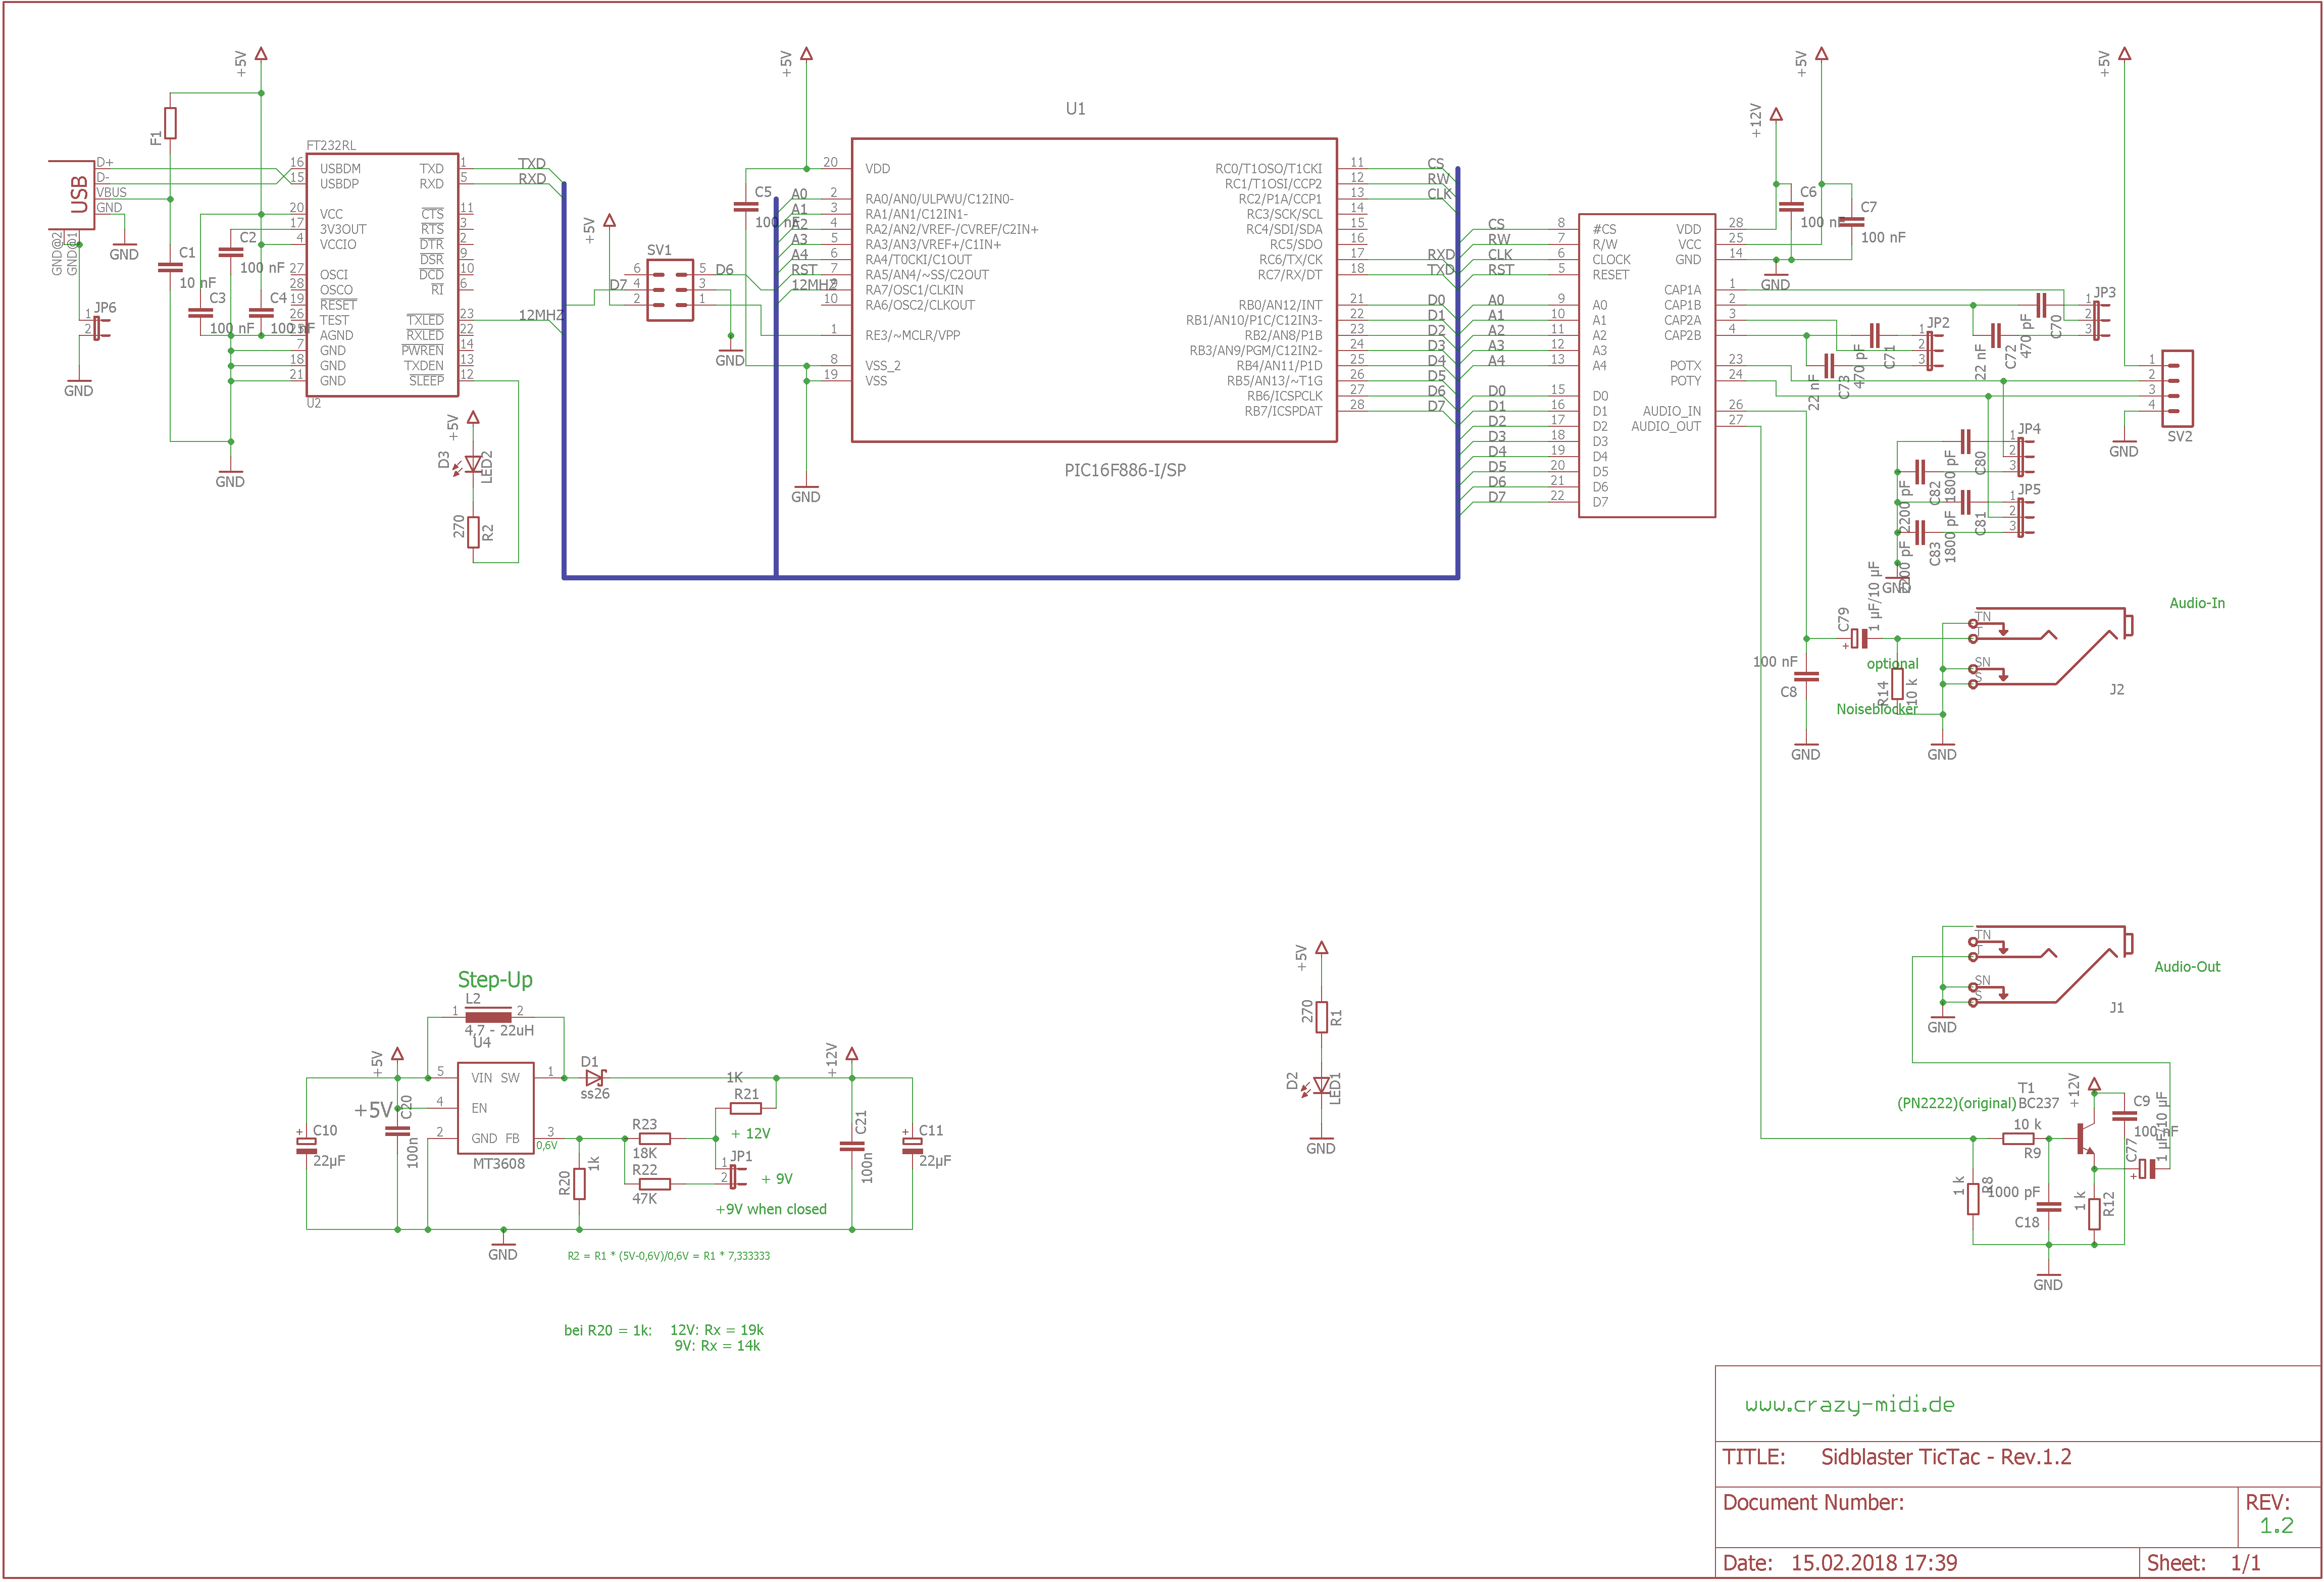 +5V
F1
USB
D+
D-
VBUS
GND
GND@2
GND@1
GND
JP6
1
2
GND
C1
10 nF
C2
100 nF
C3
100 nF
C4
100 nF
GND
FT232RL
16 USBDM
15 USBDP
20 VCC
17 3V3OUT
4 VCCIO
27 OSCI
28 OSCO
19 RESET
26 TEST
25 AGND
7 GND
18 GND
21 GND
TXD 1
RXD 5
CTS 11
RTS 3
DTR 2
DSR 9
DCD 10
RI 6
TXLED 23
RXLED 22
PWREN 14
TXDEN 13
SLEEP 12
U2
TXD
RXD
12MHZ
+5V
D3
LED2
270
R2
+5V
SV1
6 5
4 3
2 1
D6
D7
GND
+5V
C5
100 nF
A0
A1
A2
A3
A4
RST
12MHZ
GND
U1
20 VDD
2 RA0/AN0/ULPWU/C12IN0-
3 RA1/AN1/C12IN1-
4 RA2/AN2/VREF-/CVREF/C2IN+
5 RA3/AN3/VREF+/C1IN+
6 RA4/T0CKI/C1OUT
7 RA5/AN4/~SS/C2OUT
9 RA7/OSC1/CLKIN
10 RA6/OSC2/CLKOUT
1 RE3/~MCLR/VPP
8 VSS_2
19 VSS
RC0/T1OSO/T1CKI 11
RC1/T1OSI/CCP2 12
RC2/P1A/CCP1 13
RC3/SCK/SCL 14
RC4/SDI/SDA 15
RC5/SDO 16
RC6/TX/CK 17
RC7/RX/DT 18
RB0/AN12/INT 21
RB1/AN10/P1C/C12IN3- 22
RB2/AN8/P1B 23
RB3/AN9/PGM/C12IN2- 24
RB4/AN11/P1D 25
RB5/AN13/~T1G 26
RB6/ICSPCLK 27
RB7/ICSPDAT 28
PIC16F886-I/SP
CS
RW
CLK
RXD
TXD
D0
D1
D2
D3
D4
D5
D6
D7
CS 8 #CS
RW 7 R/W
CLK 6 CLOCK
RST 5 RESET
A0 9 A0
A1 10 A1
A2 11 A2
A3 12 A3
A4 13 A4
D0 15 D0
D1 16 D1
D2 17 D2
D3 18 D3
D4 19 D4
D5 20 D5
D6 21 D6
D7 22 D7
VDD 28
VCC 25
GND 14
CAP1A 1
CAP1B 2
CAP2A 3
CAP2B 4
POTX 23
POTY 24
AUDIO_IN 26
AUDIO_OUT 27
+12V
+5V
C6
100 nF
C7
100 nF
GND
+5V
JP3
1
2
3
C70
470 pF
C72
22 nF
JP2
1
2
3
C71
470 pF
C73
22 nF
1
2
3
4
SV2
GND
JP4
1
2
3
C80
1800 pF
C82
2200 pF
JP5
1
2
3
C81
1800 pF
C83
GND
Audio-In
C79
1 µF/10 µF
+
TN
T
SN
S
J2
100 nF
C8
optional
R14
10 k
Noiseblocker
GND
GND
TN
T
SN
S
Audio-Out
J1
GND
(PN2222)(original)
T1
BC237
+12V
C9
100 nF
C77
1 µF/10 µF
+
10 k
R9
1 k
R8
1000 pF
C18
1 k
R12
GND
+5V
270
R1
D2
LED1
GND
Step-Up
L2
1 2
4,7 - 22uH
U4
+5V
+5V
5 VIN SW 1
4 EN
2 GND FB 3
MT3608
0,6V
+
C10
22µF
C20
100n
D1
ss26
R20
1k
R23
18K
R22
47K
1K
R21
+ 12V
JP1
1
2
+ 9V
+9V when closed
+12V
C21
100n
+
C11
22µF
GND
R2 = R1 * (5V-0,6V)/0,6V = R1 * 7,333333
bei R20 = 1k: 12V: Rx = 19k
9V: Rx = 14k
www.crazy-midi.de
TITLE: Sidblaster TicTac - Rev.1.2
Document Number:
REV:
1.2
Date: 15.02.2018 17:39
Sheet: 1/1